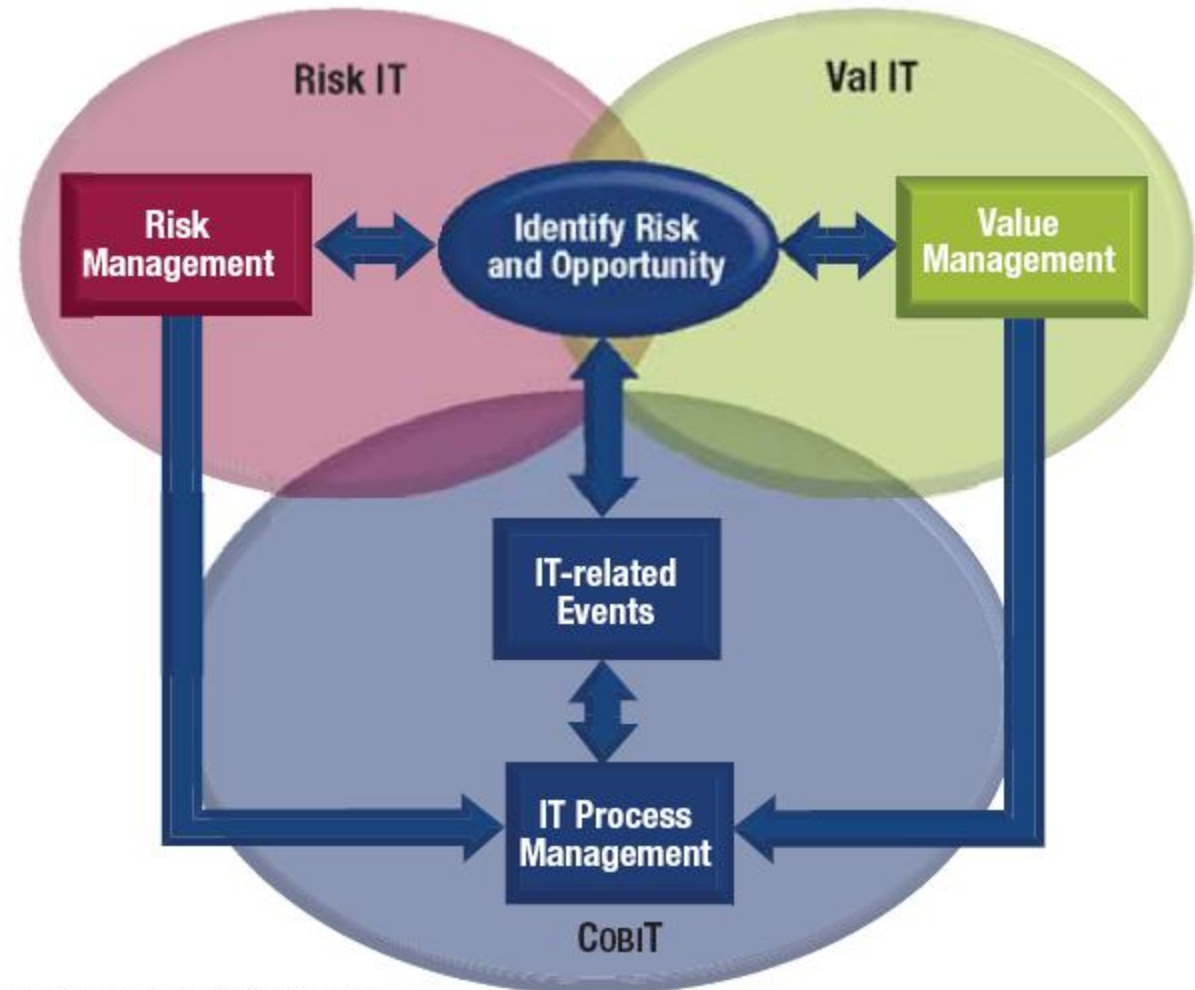 Risk IT
Val IT
Risk
Management
Identify Risk
and Opportunity
Value
Management
IT-related
Events
IT Process
Management
COBIT